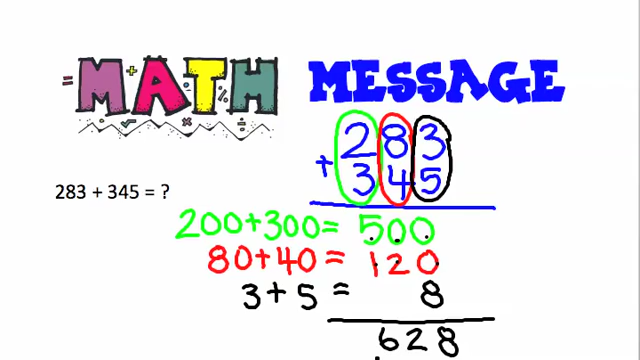 MATH MESSAGE
283 + 345 = ?
283
+ 345
200+300= 500
80+40 = 120
3+5 = 8
628